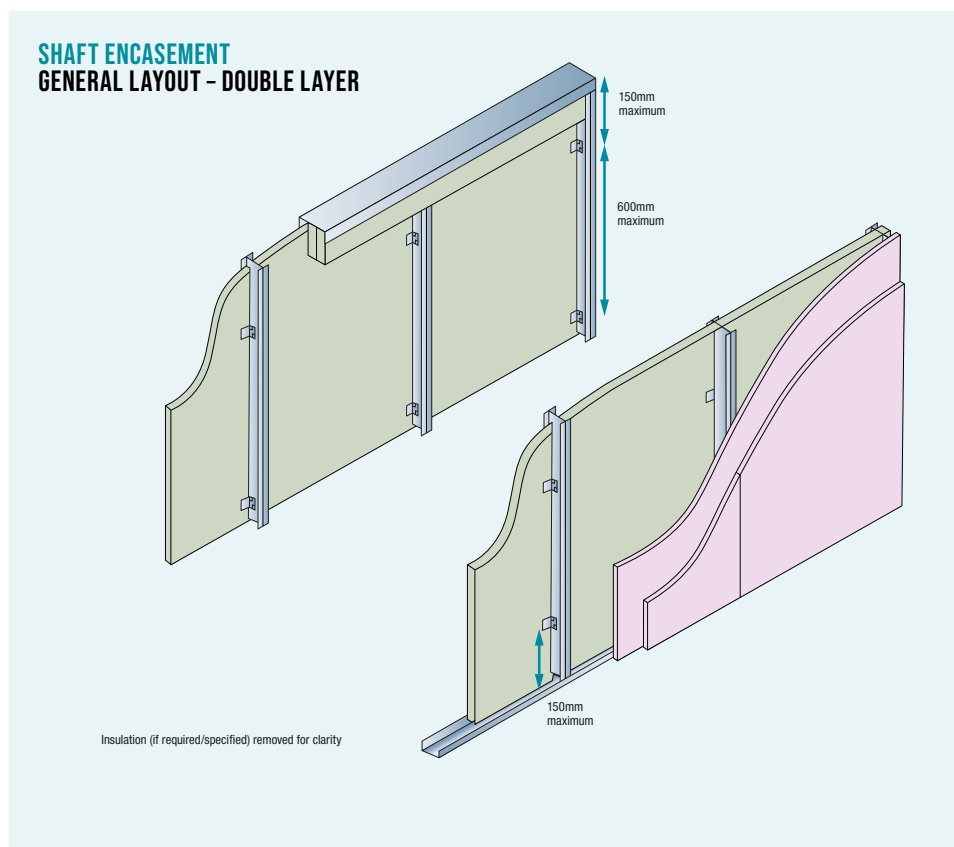 SHAFT ENCASEMENT
GENERAL LAYOUT – DOUBLE LAYER
150mm
maximum
600mm
maximum
150mm
maximum
Insulation (if required/specified) removed for clarity